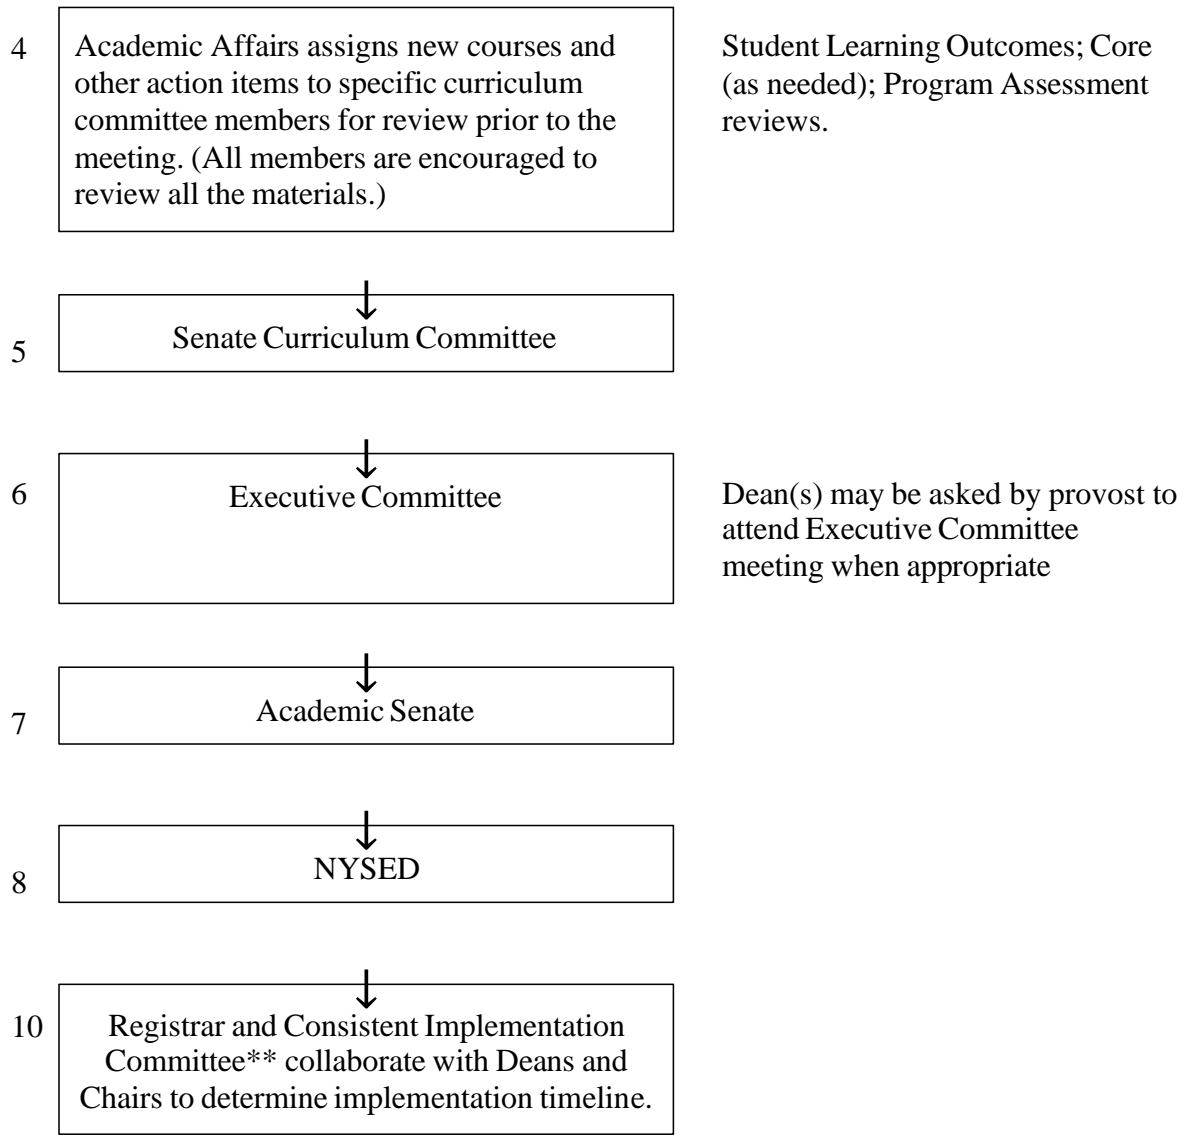 4
Academic Affairs assigns new courses and
other action items to specific curriculum
committee members for review prior to the
meeting. (All members are encouraged to
review all the materials.)
Student Learning Outcomes; Core
(as needed); Program Assessment
reviews.
5
Senate Curriculum Committee
6
Executive Committee
Dean(s) may be asked by provost to
attend Executive Committee
meeting when appropriate
7
Academic Senate
8
NYSED
10
Registrar and Consistent Implementation
Committee** collaborate with Deans and
Chairs to determine implementation timeline.